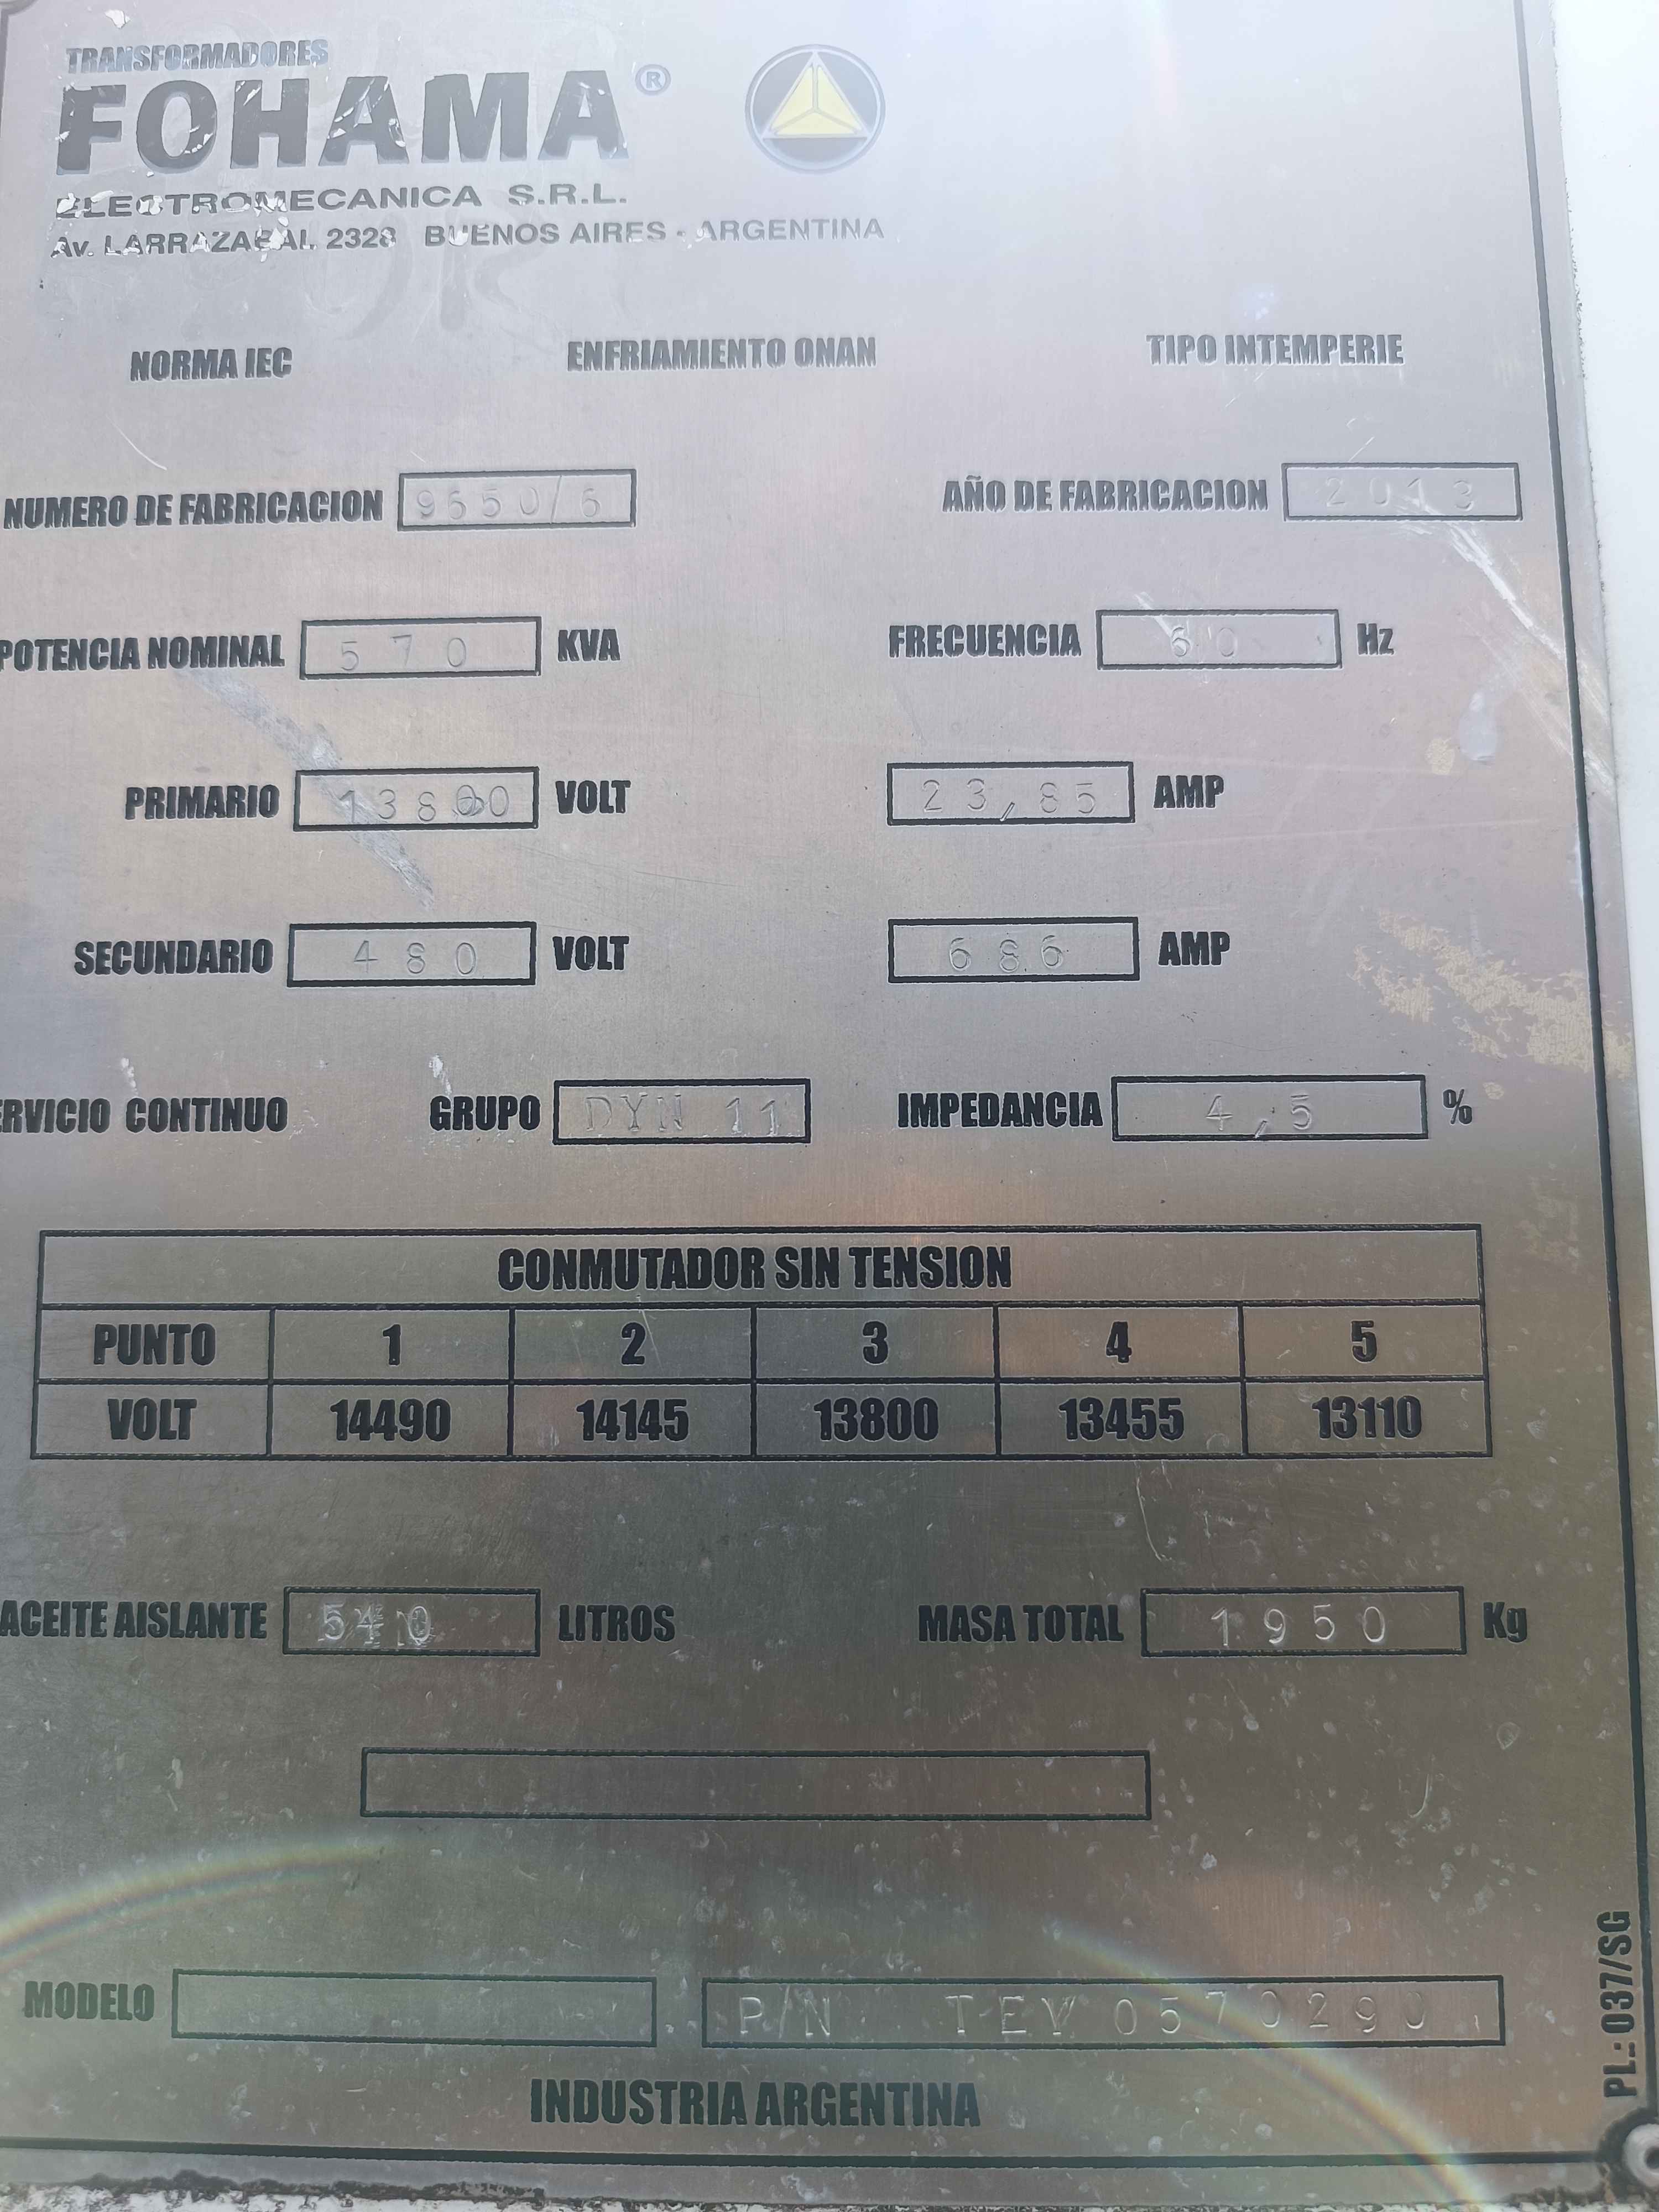 TRANSFORMADORES
FOHAMA®
ELECTROMECANICA S.R.L.
Av. LARRAZABAL 2328 BUENOS AIRES - ARGENTINA
NORMA IEC ENFRIAMIENTO ONAN TIPO INTEMPERIE
NUMERO DE FABRICACION 9650/6 AÑO DE FABRICACION 2013
POTENCIA NOMINAL 570 KVA FRECUENCIA 60 Hz
PRIMARIO 13800 VOLT 23,85 AMP
SECUNDARIO 480 VOLT 686 AMP
ERVICIO CONTINUO GRUPO DYN 11 IMPEDANCIA 4,5 %
CONMUTADOR SIN TENSION
PUNTO 1 2 3 4 5
VOLT 14490 14145 13800 13455 13110
ACEITE AISLANTE 540 LITROS MASA TOTAL 1950 Kg
MODELO P/N TEV 0570290
INDUSTRIA ARGENTINA
PL.: 037/SG